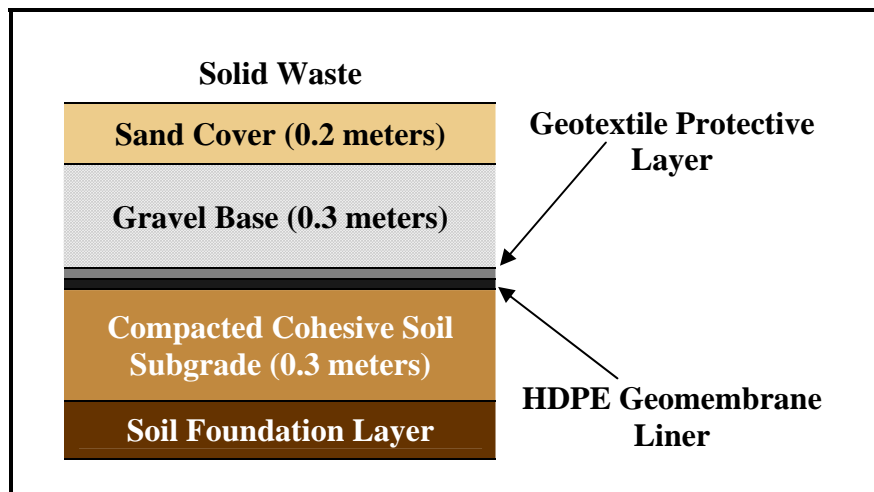 Solid Waste
Sand Cover (0.2 meters)
Gravel Base (0.3 meters)
Compacted Cohesive Soil
Subgrade (0.3 meters)
Soil Foundation Layer
Geotextile Protective
Layer
HDPE Geomembrane
Liner